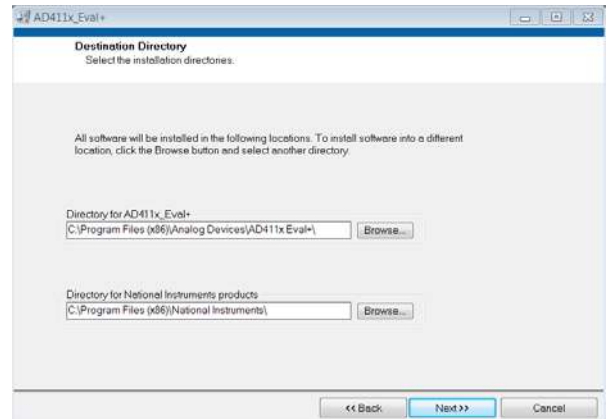 AD411x_Eval+
Destination Directory
Select the installation directories.
All software will be installed in the following locations. To install software into a different
location, click the Browse button and select another directory.
Directory for AD411x_Eval+
C:\Program Files (x86)\Analog Devices\AD411x Eval+\
Browse...
Directory for National Instruments products
C:\Program Files (x86)\National Instruments\
Browse...
<< Back
Next >>
Cancel